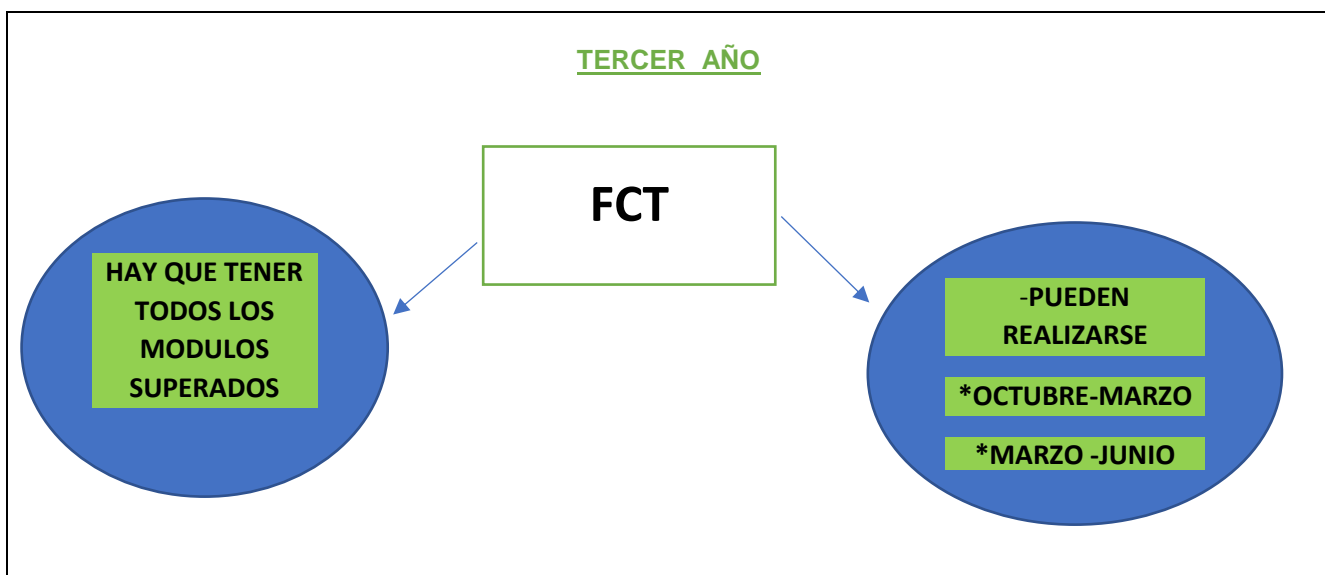 TERCER AÑO
FCT
HAY QUE TENER
TODOS LOS
MODULOS
SUPERADOS
-PUEDEN
REALIZARSE
*OCTUBRE-MARZO
*MARZO -JUNIO